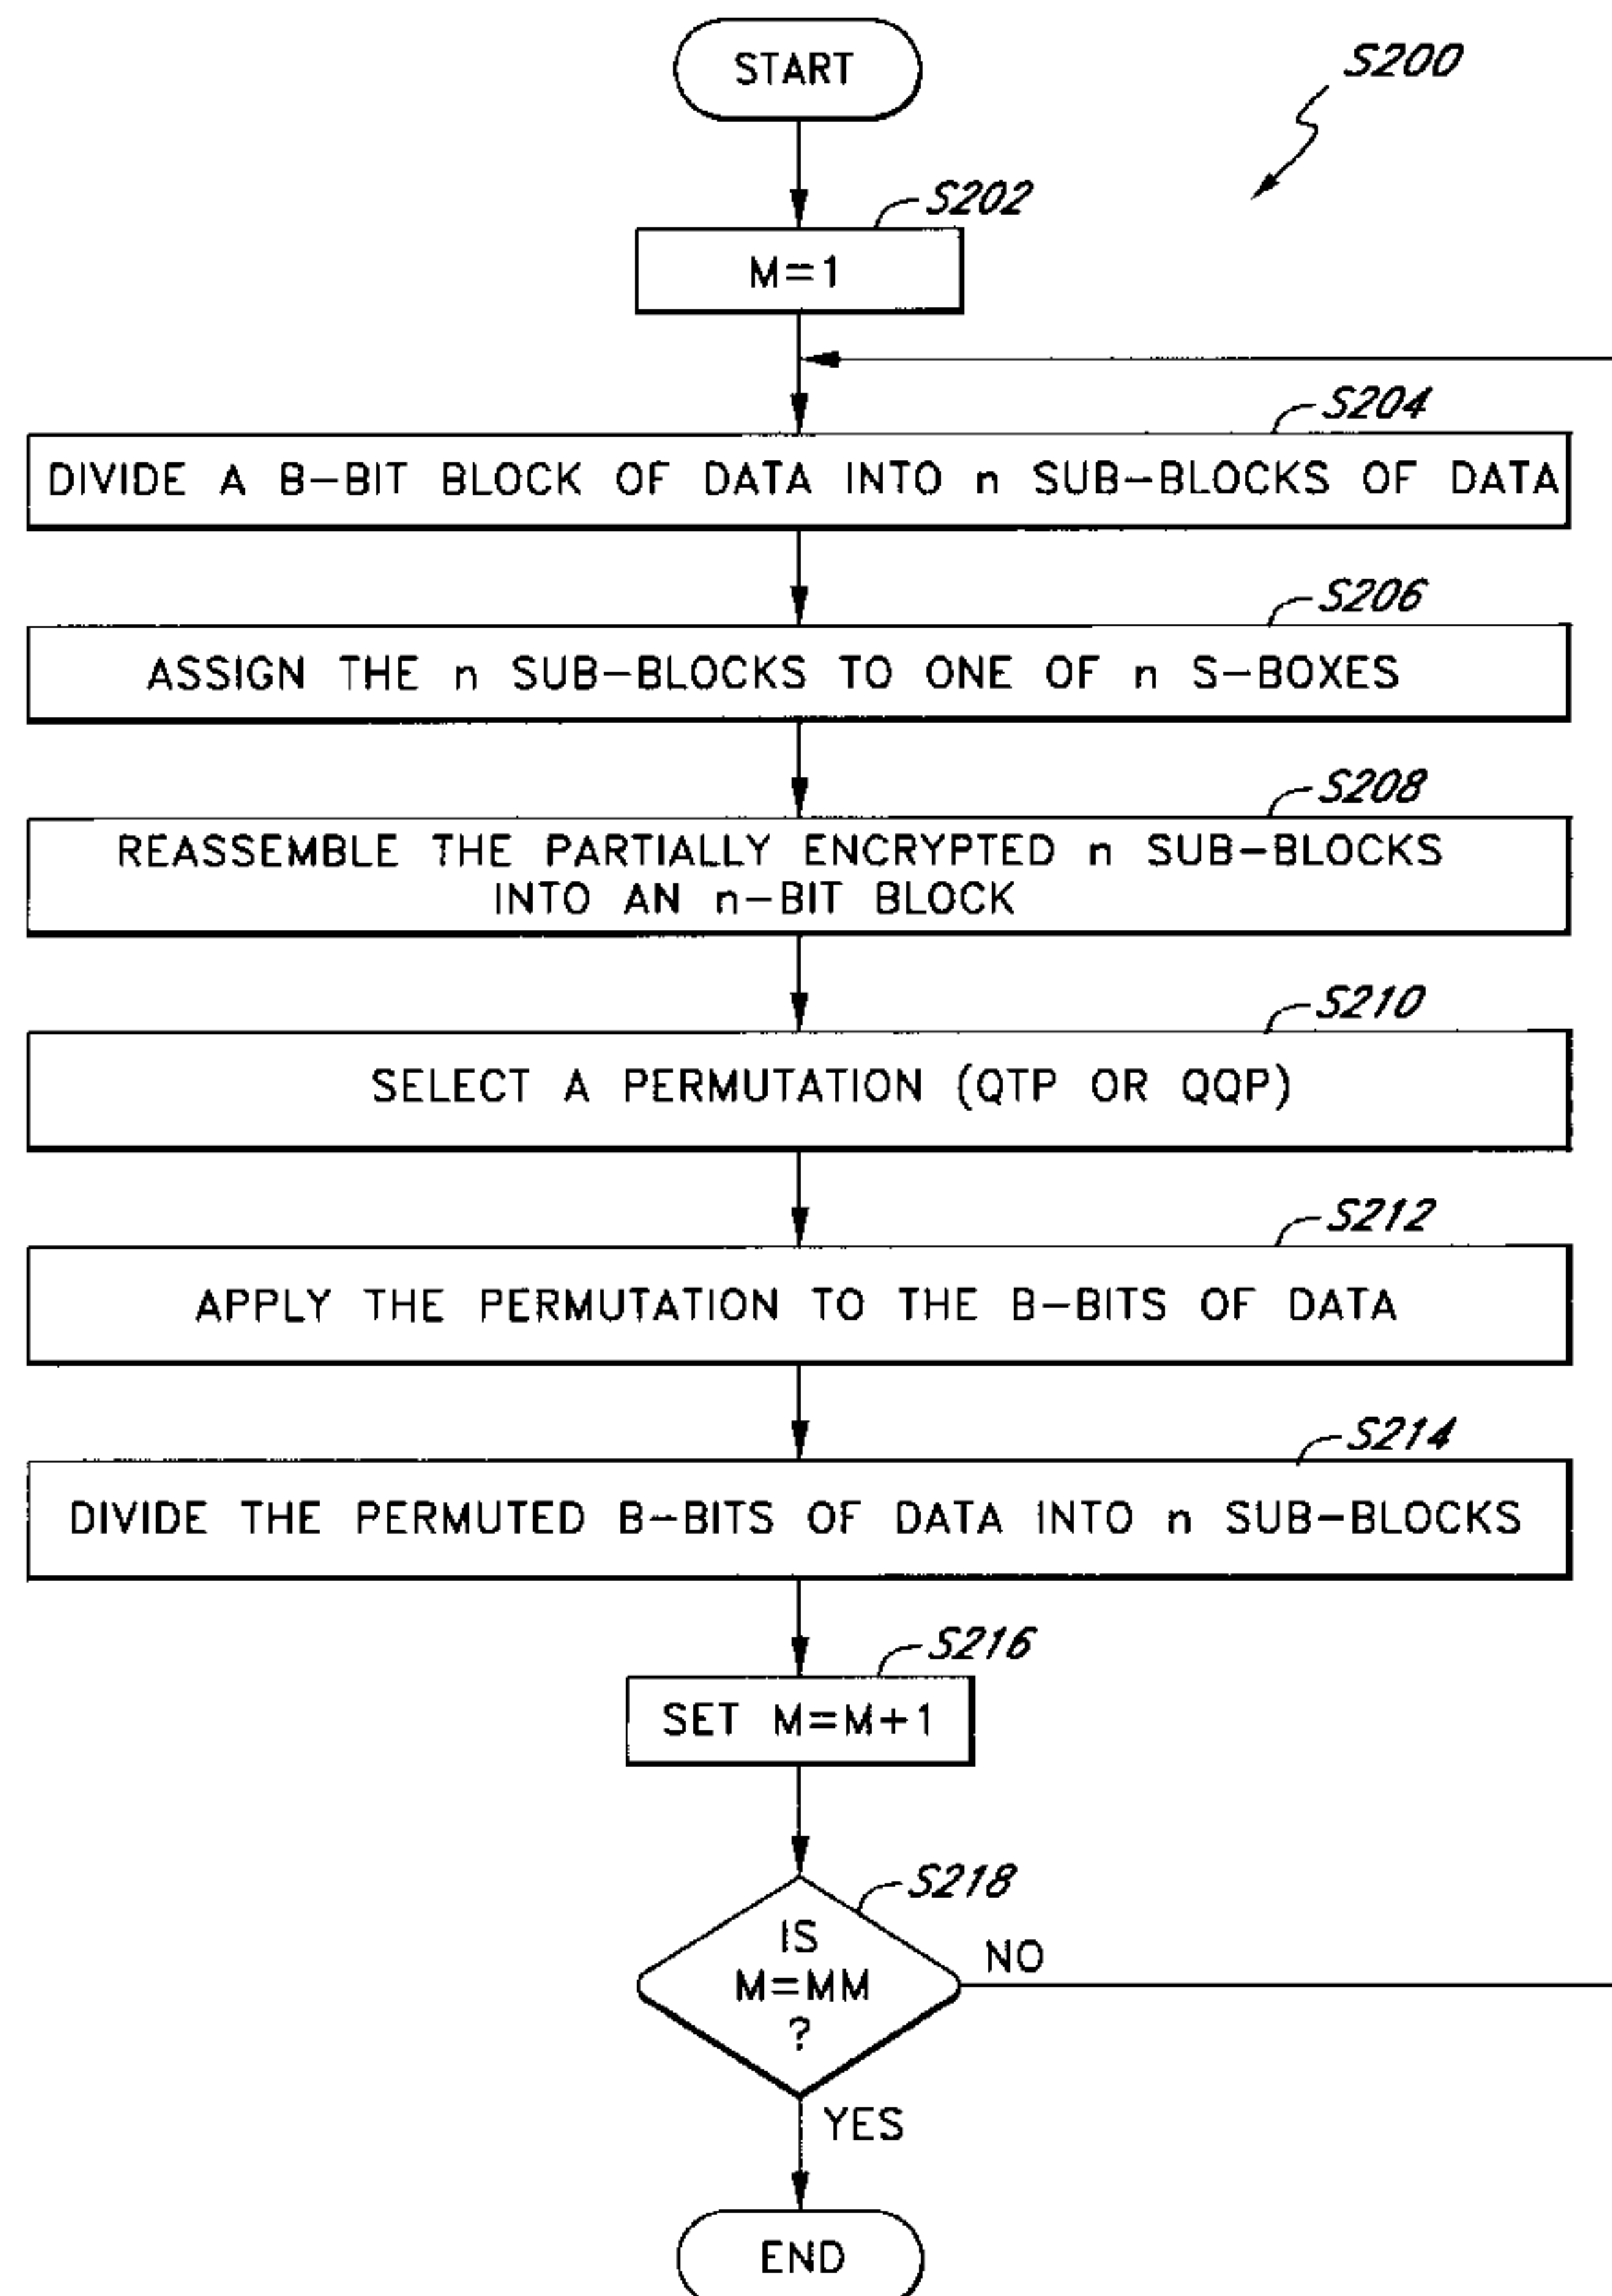 START
S200
S202
M=1
S204
DIVIDE A B-BIT BLOCK OF DATA INTO n SUB-BLOCKS OF DATA
S206
ASSIGN THE n SUB-BLOCKS TO ONE OF n S-BOXES
S208
REASSEMBLE THE PARTIALLY ENCRYPTED n SUB-BLOCKS
INTO AN n-BIT BLOCK
S210
SELECT A PERMUTATION (QTP OR QQP)
S212
APPLY THE PERMUTATION TO THE B-BITS OF DATA
S214
DIVIDE THE PERMUTED B-BITS OF DATA INTO n SUB-BLOCKS
S216
SET M=M+1
S218
IS
M=MM
?
NO
YES
END